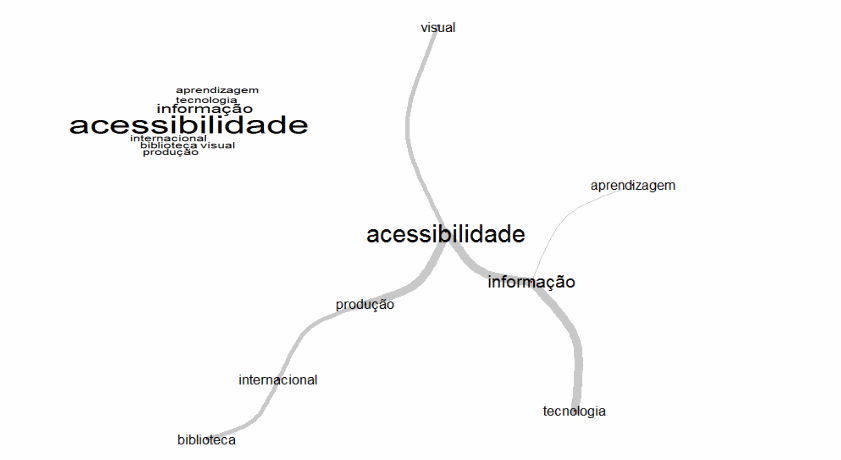 visual
aprendizagem
tecnologia
informação
acessibilidade
internacional
biblioteca visual
produção
aprendizagem
acessibilidade
informação
produção
internacional
tecnologia
biblioteca